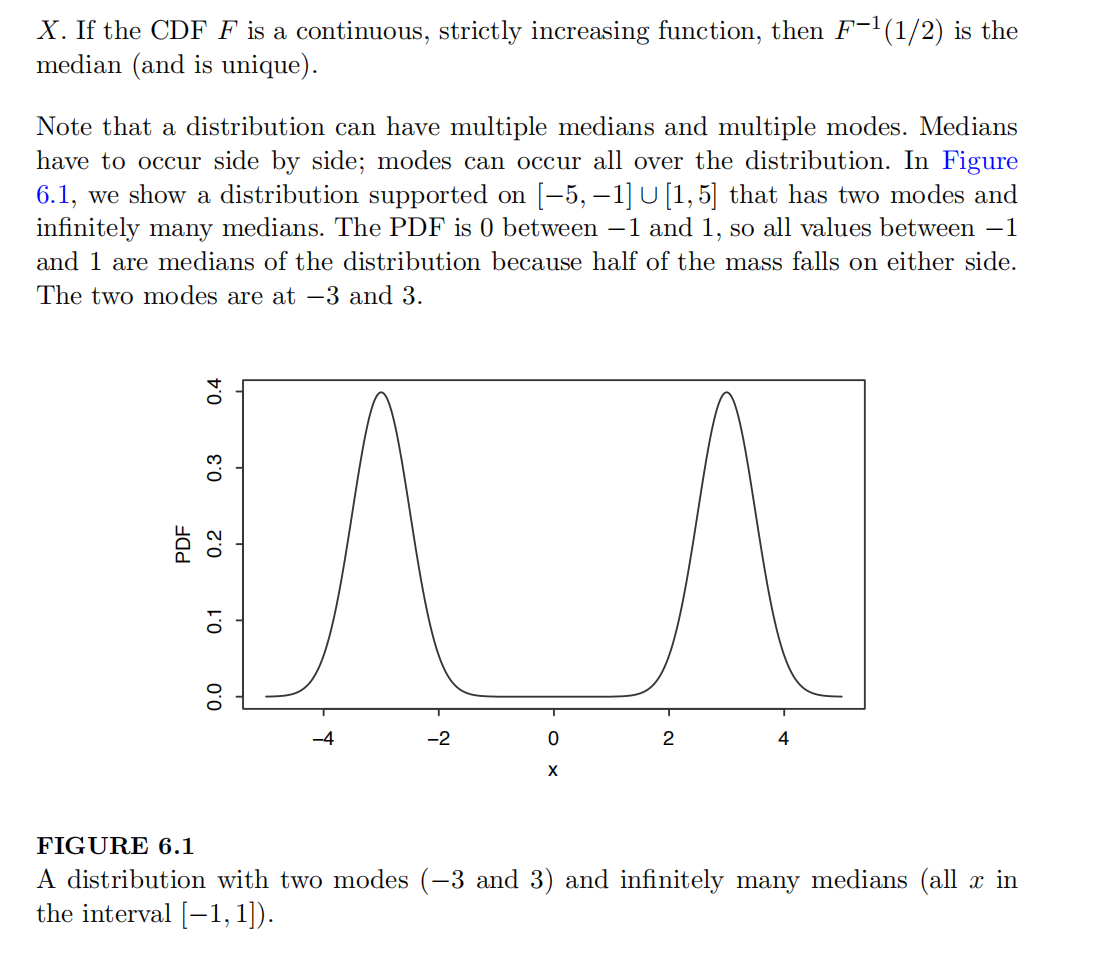 X. If the CDF F is a continuous, strictly increasing function, then F⁻¹(1/2) is the
median (and is unique).
Note that a distribution can have multiple medians and multiple modes. Medians
have to occur side by side; modes can occur all over the distribution. In Figure
6.1, we show a distribution supported on [−5, −1] ∪ [1, 5] that has two modes and
infinitely many medians. The PDF is 0 between −1 and 1, so all values between −1
and 1 are medians of the distribution because half of the mass falls on either side.
The two modes are at −3 and 3.
0.4
0.3
0.2
0.1
0.0
PDF
−4 −2 0 2 4
x
FIGURE 6.1
A distribution with two modes (−3 and 3) and infinitely many medians (all x in
the interval [−1, 1]).